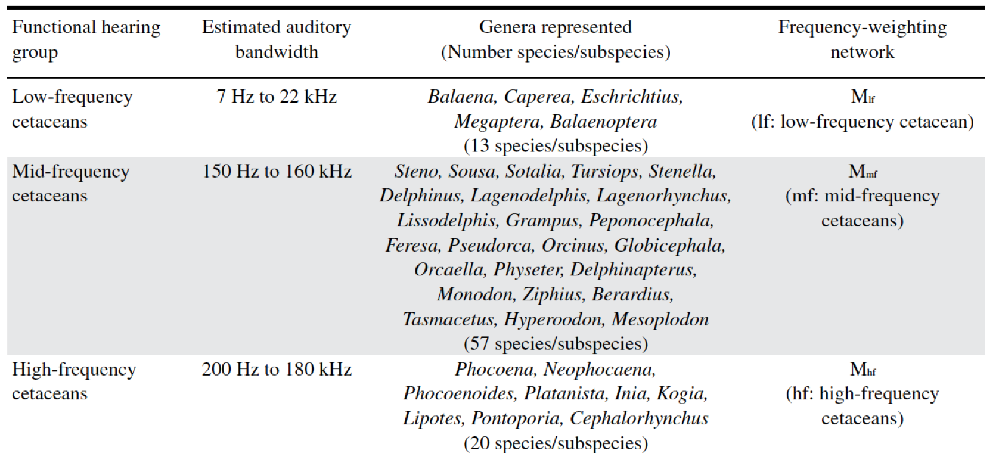 Functional hearing group
Estimated auditory bandwidth
Genera represented
(Number species/subspecies)
Frequency-weighting network
Low-frequency cetaceans
7 Hz to 22 kHz
Balaena, Caperea, Eschrichtius,
Megaptera, Balaenoptera
(13 species/subspecies)
Mlf
(lf: low-frequency cetacean)
Mid-frequency cetaceans
150 Hz to 160 kHz
Steno, Sousa, Sotalia, Tursiops, Stenella,
Delphinus, Lagenodelphis, Lagenorhynchus,
Lissodelphis, Grampus, Peponocephala,
Feresa, Pseudorca, Orcinus, Globicephala,
Orcaella, Physeter, Delphinapterus,
Monodon, Ziphius, Berardius,
Tasmacetus, Hyperoodon, Mesoplodon
(57 species/subspecies)
Mmf
(mf: mid-frequency
cetaceans)
High-frequency cetaceans
200 Hz to 180 kHz
Phocoena, Neophocaena,
Phocoenoides, Platanista, Inia, Kogia,
Lipotes, Pontoporia, Cephalorhynchus
(20 species/subspecies)
Mhf
(hf: high-frequency
cetaceans)